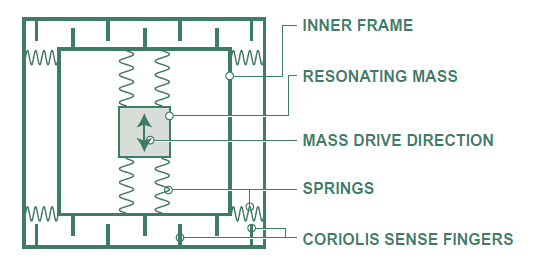 INNER FRAME
RESONATING MASS
MASS DRIVE DIRECTION
SPRINGS
CORIOLIS SENSE FINGERS